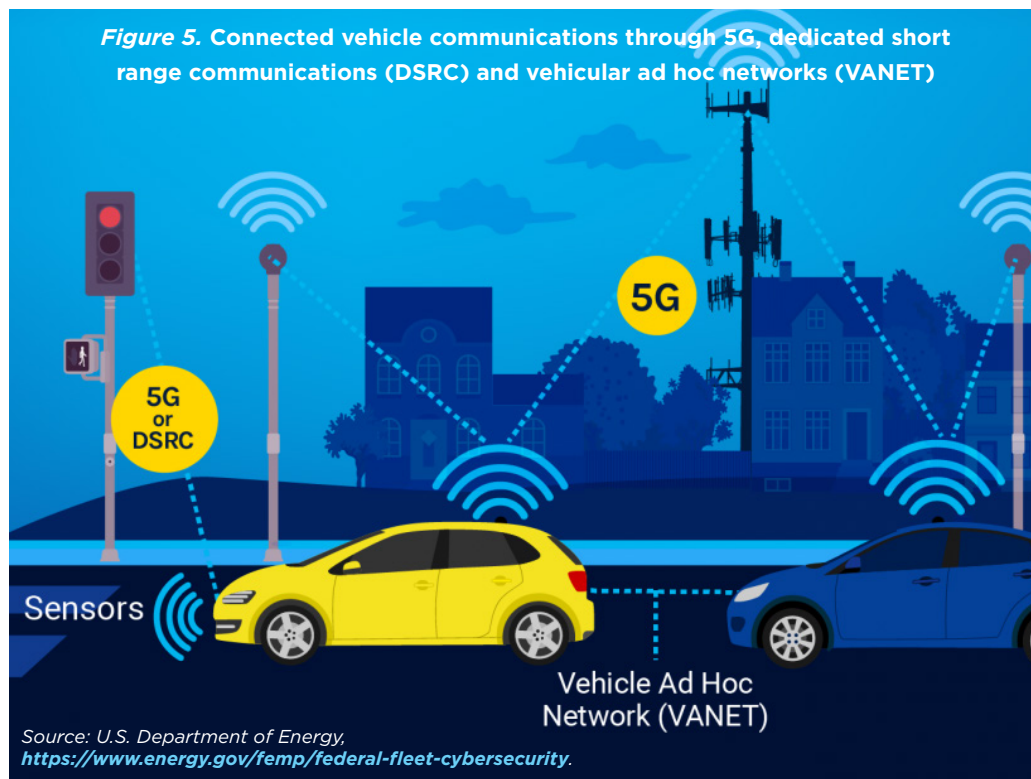 Figure 5. Connected vehicle communications through 5G, dedicated short
range communications (DSRC) and vehicular ad hoc networks (VANET)
5G
5G
or
DSRC
Sensors
Vehicle Ad Hoc
Network (VANET)
Source: U.S. Department of Energy,
https://www.energy.gov/femp/federal-fleet-cybersecurity.